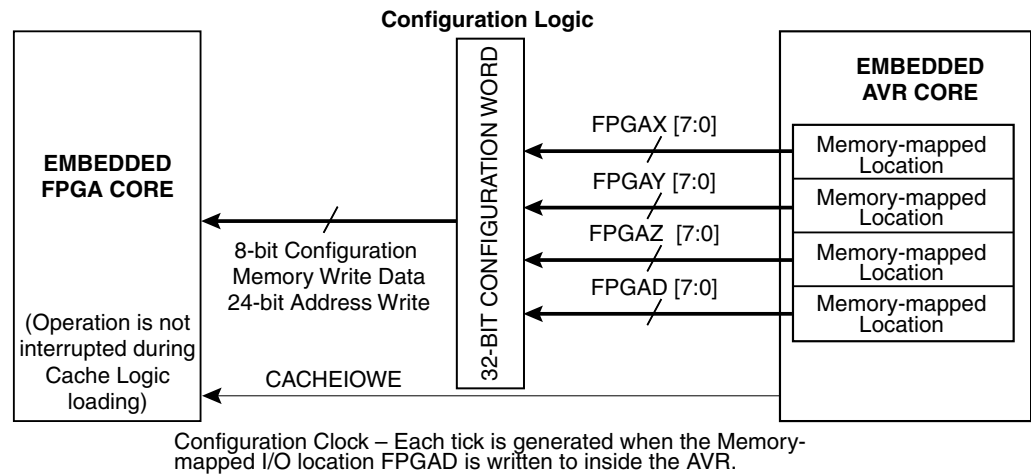 Configuration Logic
EMBEDDED
FPGA CORE
(Operation is not
interrupted during
Cache Logic
loading)
8-bit Configuration
Memory Write Data
24-bit Address Write
CACHEIOWE
32-BIT CONFIGURATION WORD
FPGAX [7:0]
FPGAY [7:0]
FPGAZ [7:0]
FPGAD [7:0]
EMBEDDED
AVR CORE
Memory-mapped
Location
Memory-mapped
Location
Memory-mapped
Location
Memory-mapped
Location
Configuration Clock – Each tick is generated when the Memory-
mapped I/O location FPGAD is written to inside the AVR.